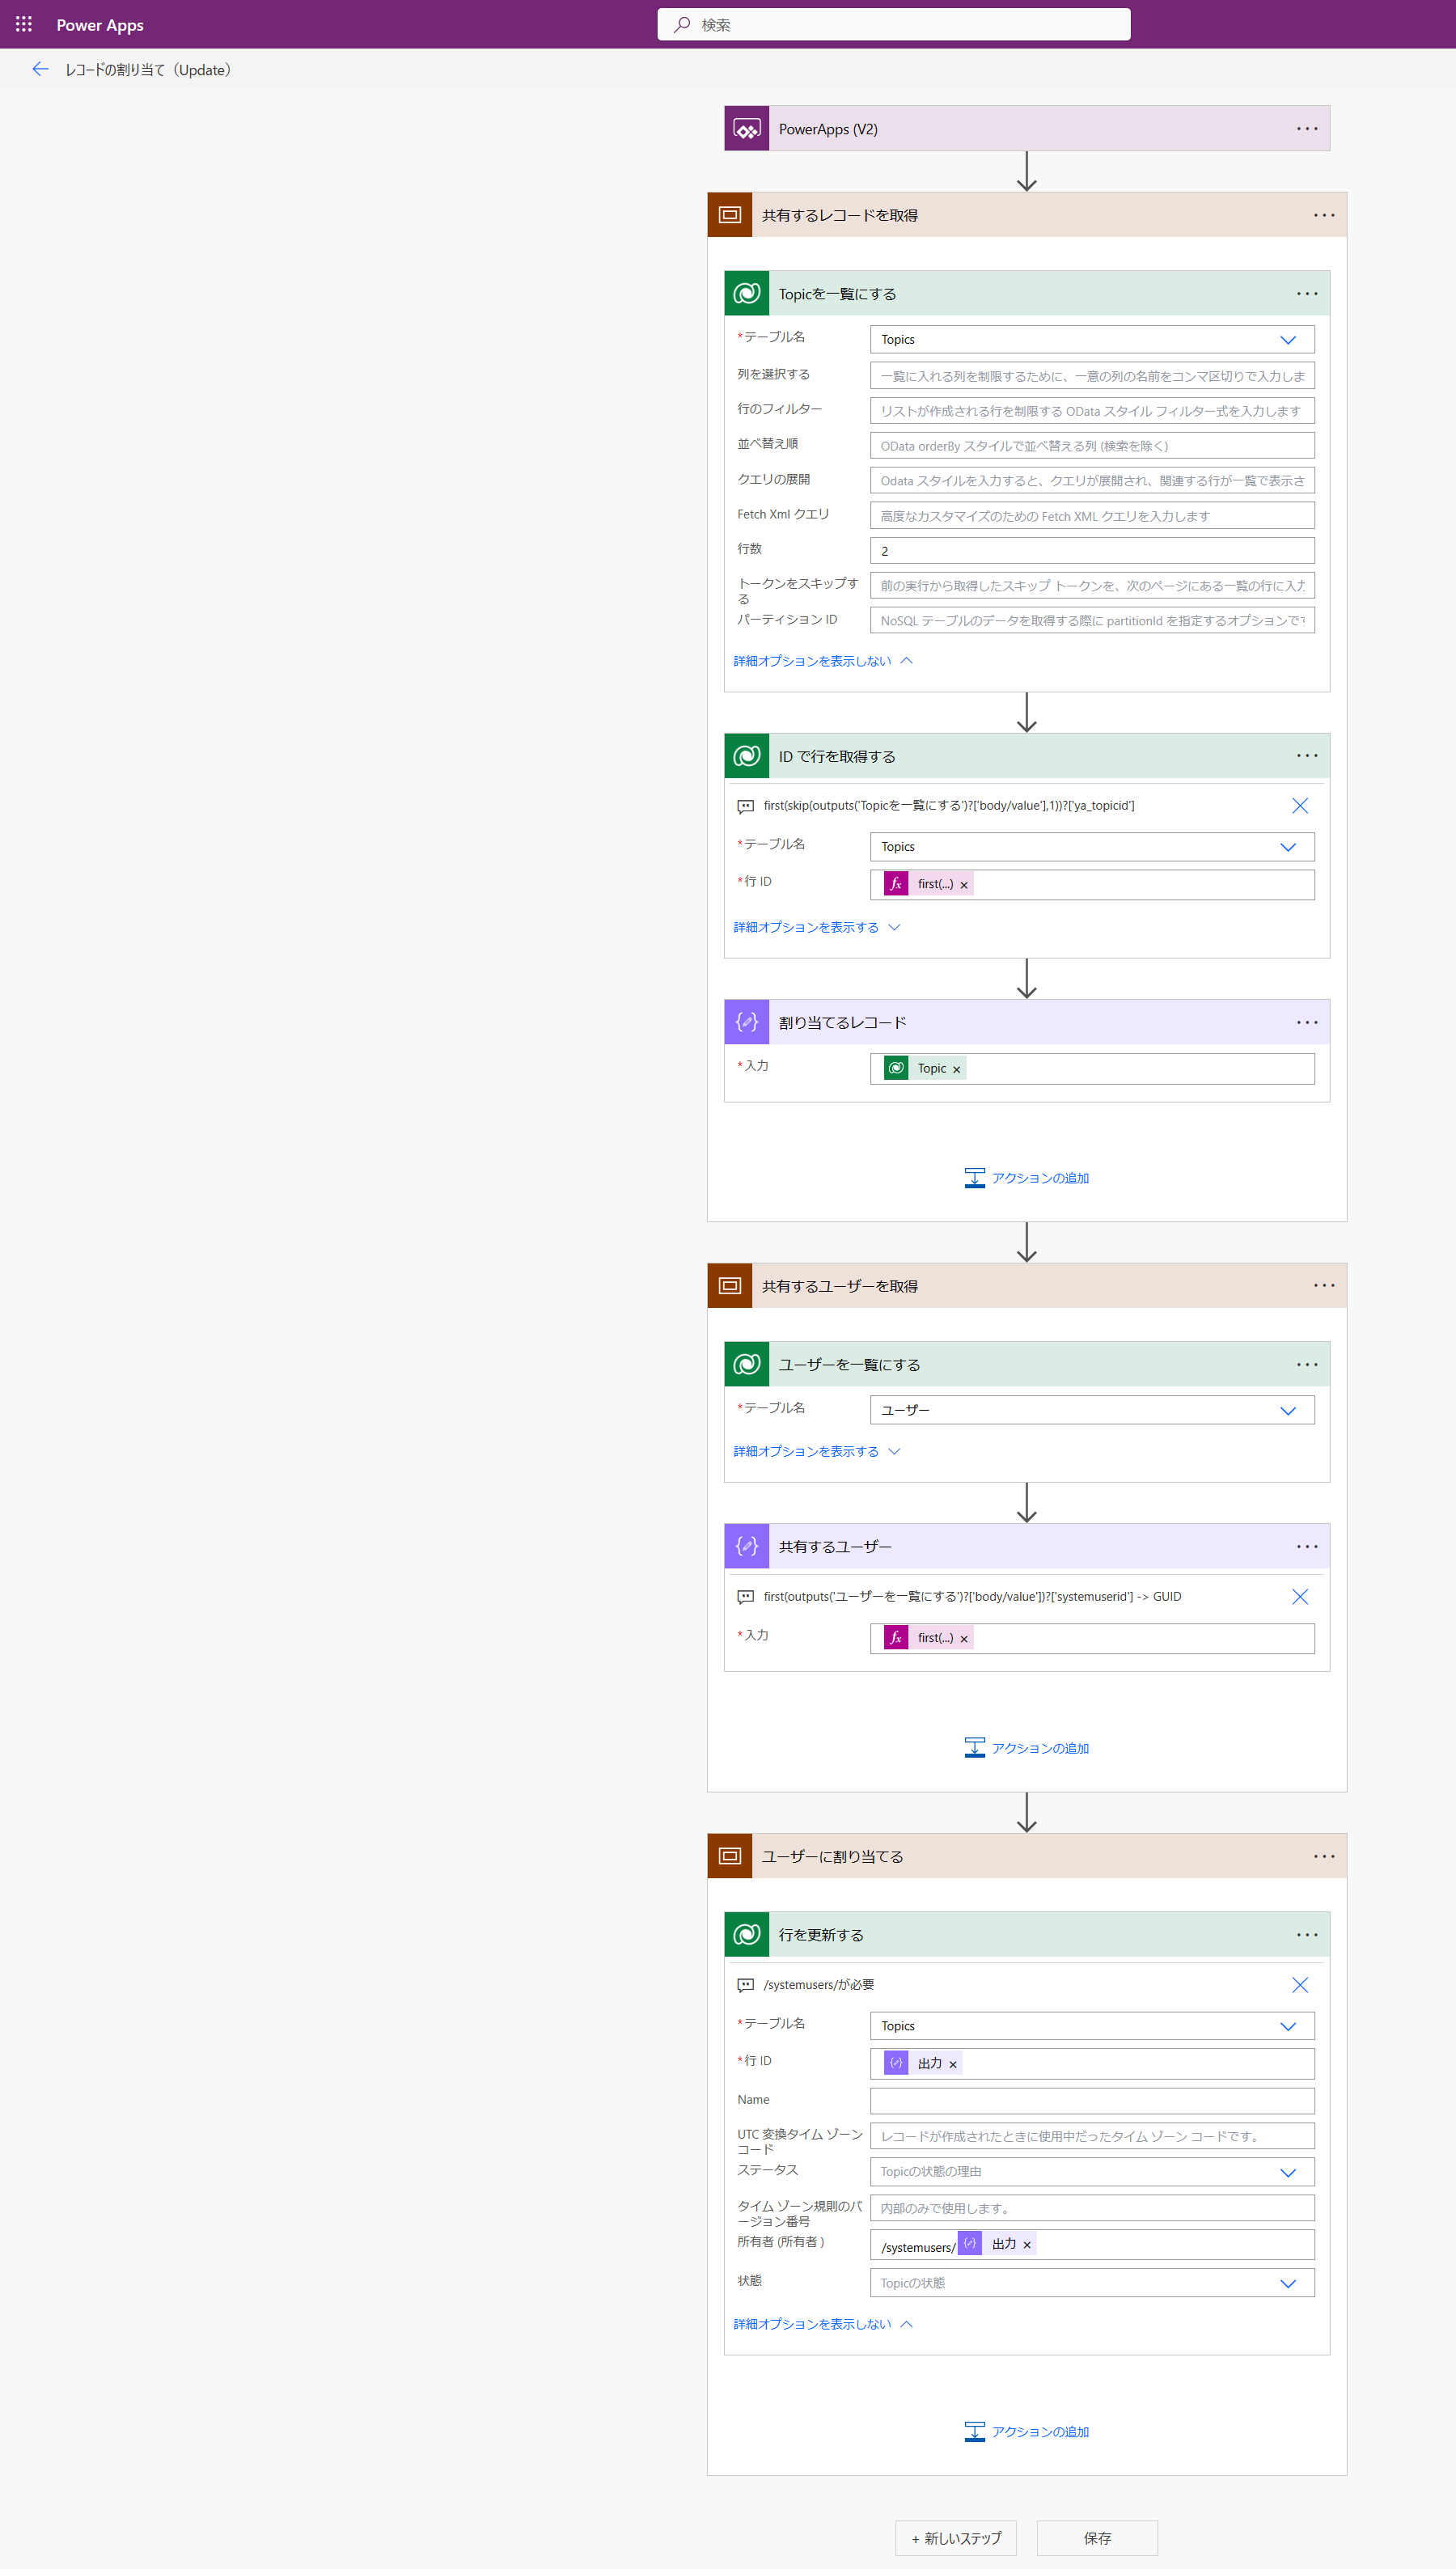 Power Apps
検索
レコードの割り当て（Update）
PowerApps (V2)
共有するレコードを取得
Topicを一覧にする
*テーブル名
Topics
列を選択する
一覧に入れる列を制限するために、一意の列の名前をコンマ区切りで入力しま
行のフィルター
リストが作成される行を制限する OData スタイル フィルター式を入力します
並べ替え順
OData orderBy スタイルで並べ替える列 (検索を除く)
クエリの展開
Odata スタイルを入力すると、クエリが展開され、関連する行が一覧で表示さ
Fetch Xml クエリ
高度なカスタマイズのための Fetch XML クエリを入力します
行数
2
トークンをスキップす
る
前の実行から取得したスキップ トークンを、次のページにある一覧の行に入力
パーティション ID
NoSQL テーブルのデータを取得する際に partitionId を指定するオプションです
詳細オプションを表示しない
ID で行を取得する
first(skip(outputs('Topicを一覧にする')?['body/value'],1))?['ya_topicid']
*テーブル名
Topics
*行 ID
first(...)
詳細オプションを表示する
割り当てるレコード
*入力
Topic
アクションの追加
共有するユーザーを取得
ユーザーを一覧にする
*テーブル名
ユーザー
詳細オプションを表示する
共有するユーザー
first(outputs('ユーザーを一覧にする')?['body/value'])?['systemuserid'] -> GUID
*入力
first(...)
アクションの追加
ユーザーに割り当てる
行を更新する
/systemusers/が必要
*テーブル名
Topics
*行 ID
出力
Name
UTC 変換タイム ゾーン
コード
レコードが作成されたときに使用中だったタイム ゾーン コードです。
ステータス
Topicの状態の理由
タイム ゾーン規則のバ
ージョン番号
内部のみで使用します。
所有者 (所有者 )
/systemusers/ 出力
状態
Topicの状態
詳細オプションを表示しない
アクションの追加
+ 新しいステップ
保存